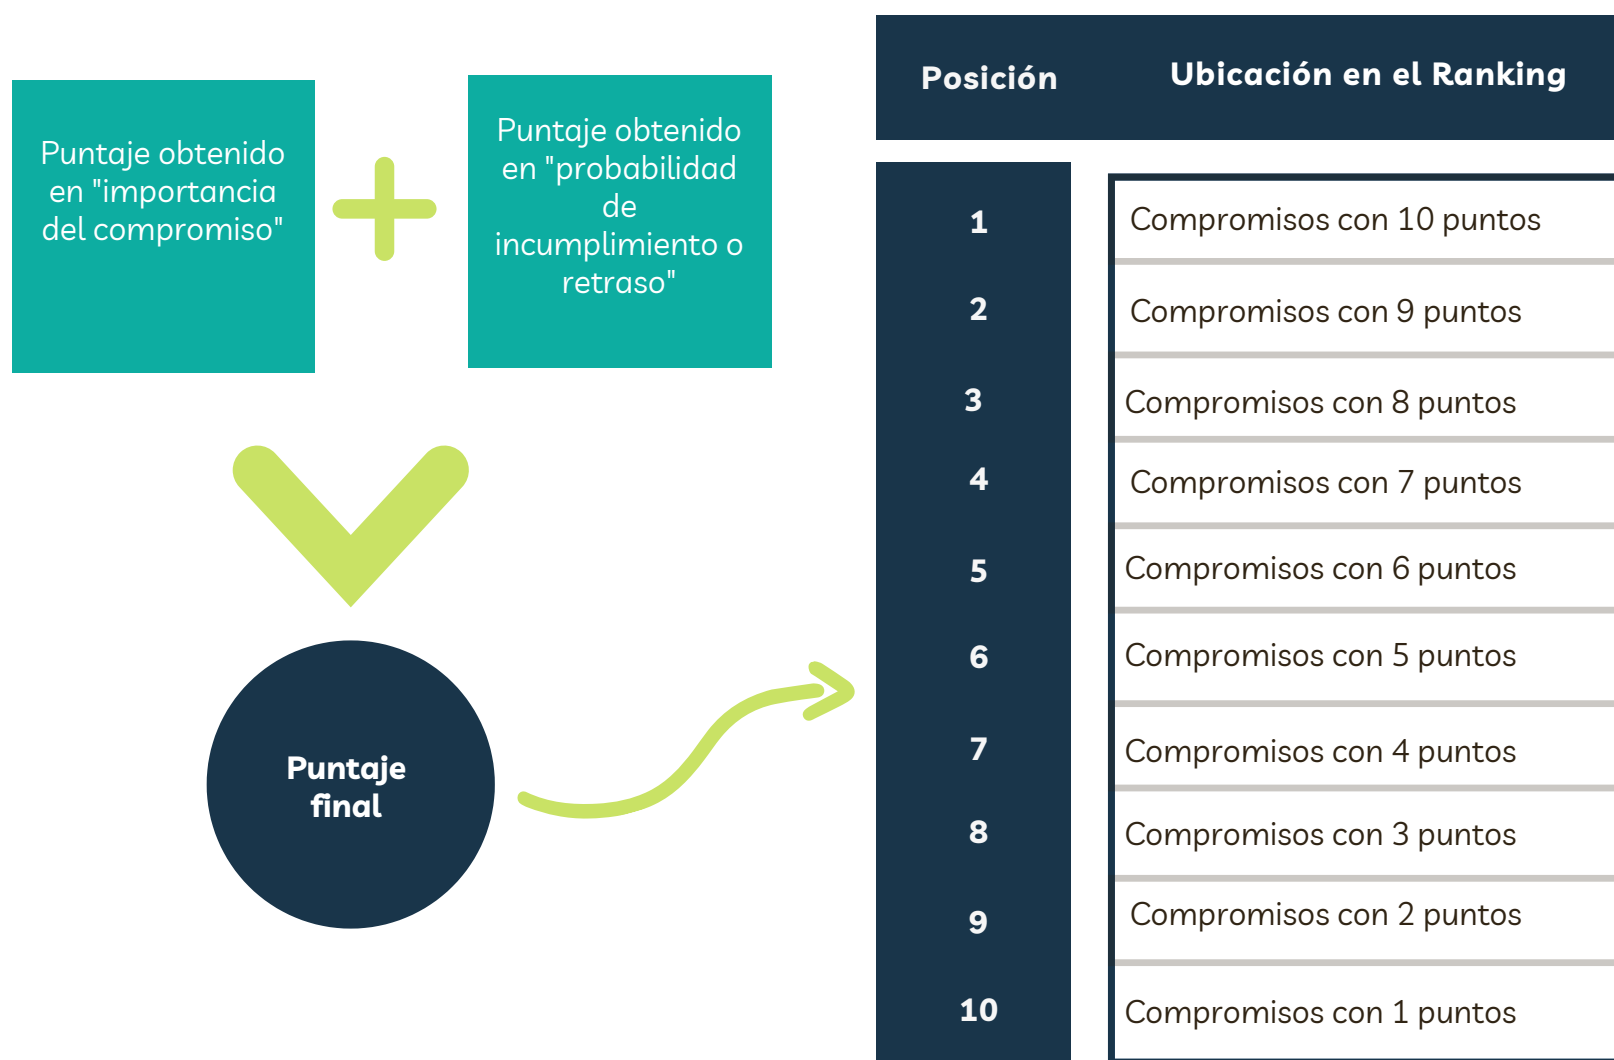 Puntaje obtenido
en "importancia
del compromiso"
Puntaje obtenido
en "probabilidad
de
incumplimiento o
retraso"
Puntaje
final
Posición
Ubicación en el Ranking
1
Compromisos con 10 puntos
2
Compromisos con 9 puntos
3
Compromisos con 8 puntos
4
Compromisos con 7 puntos
5
Compromisos con 6 puntos
6
Compromisos con 5 puntos
7
Compromisos con 4 puntos
8
Compromisos con 3 puntos
9
Compromisos con 2 puntos
10
Compromisos con 1 puntos